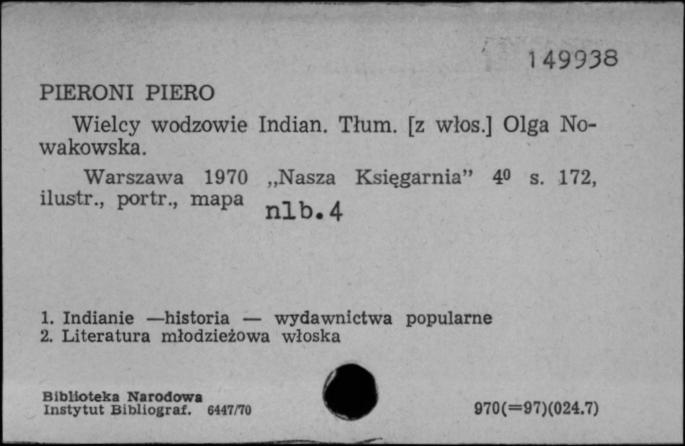 149938
PIERONI PIERO
Wielcy wodzowie Indian. Tłum. [z włos.] Olga No-
wakowska.
Warszawa 1970 „Nasza Księgarnia” 4⁰ s. 172,
ilustr., portr., mapa nlb.4
1. Indianie —historia — wydawnictwa popularne
2. Literatura młodzieżowa włoska
Biblioteka Narodowa
Instytut Bibliograf. 6447/70
970(=97)(024.7)